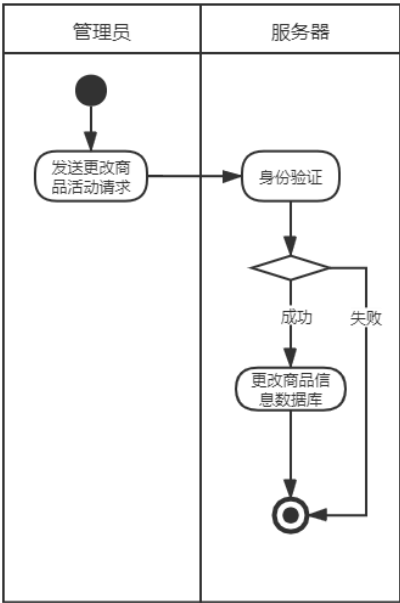 管理员
服务器
发送更改商
品活动请求
身份验证
成功
失败
更改商品信
息数据库